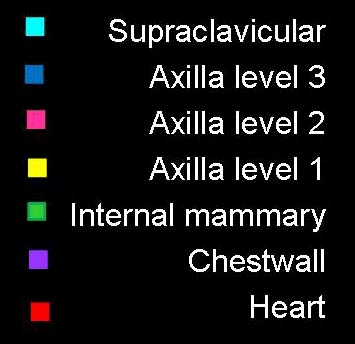 Supraclavicular
Axilla level 3
Axilla level 2
Axilla level 1
Internal mammary
Chestwall
Heart